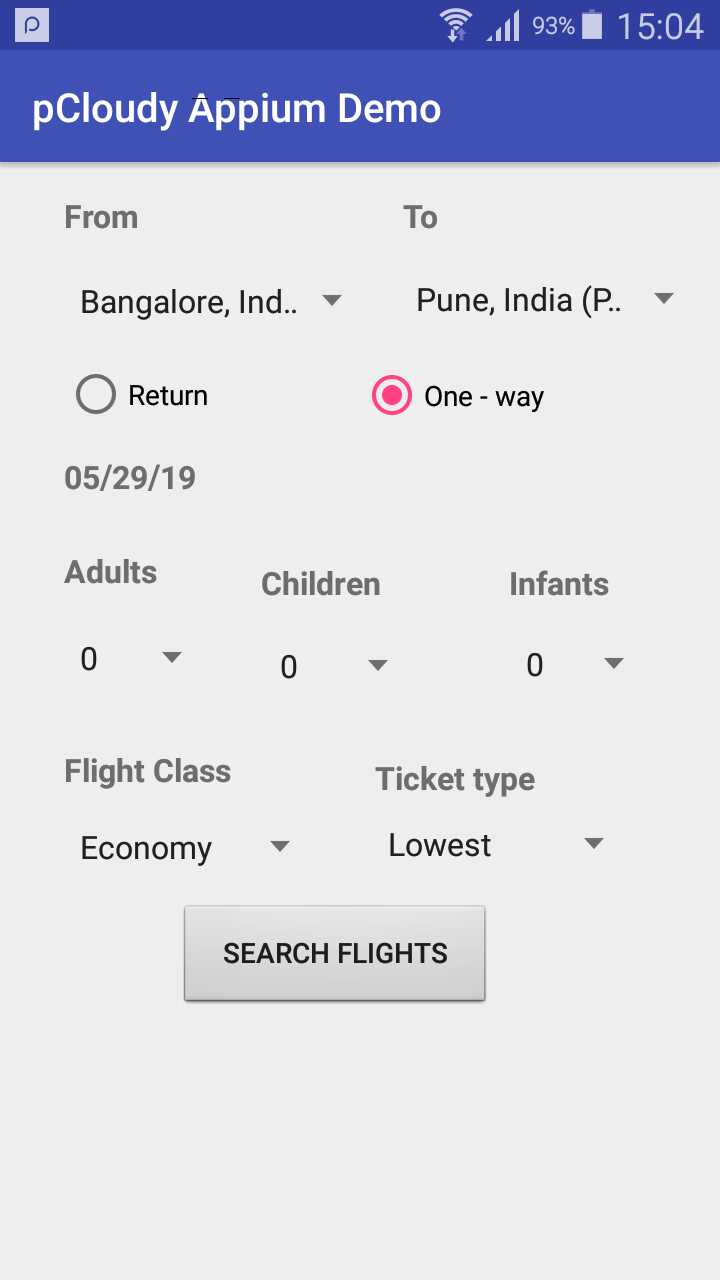 93% 15:04
pCloudy Appium Demo
From To
Bangalore, Ind.. Pune, India (P..
Return One - way
05/29/19
Adults Children Infants
0 0 0
Flight Class Ticket type
Economy Lowest
SEARCH FLIGHTS